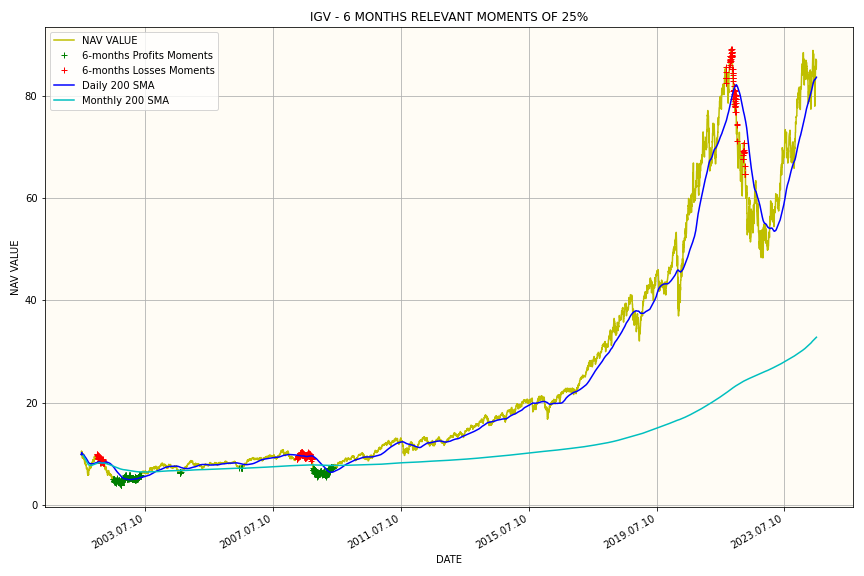 IGV - 6 MONTHS RELEVANT MOMENTS OF 25%
NAV VALUE
6-months Profits Moments
6-months Losses Moments
Daily 200 SMA
Monthly 200 SMA
NAV VALUE
80
60
40
20
0
2003.07.10
2007.07.10
2011.07.10
2015.07.10
2019.07.10
2023.07.10
DATE